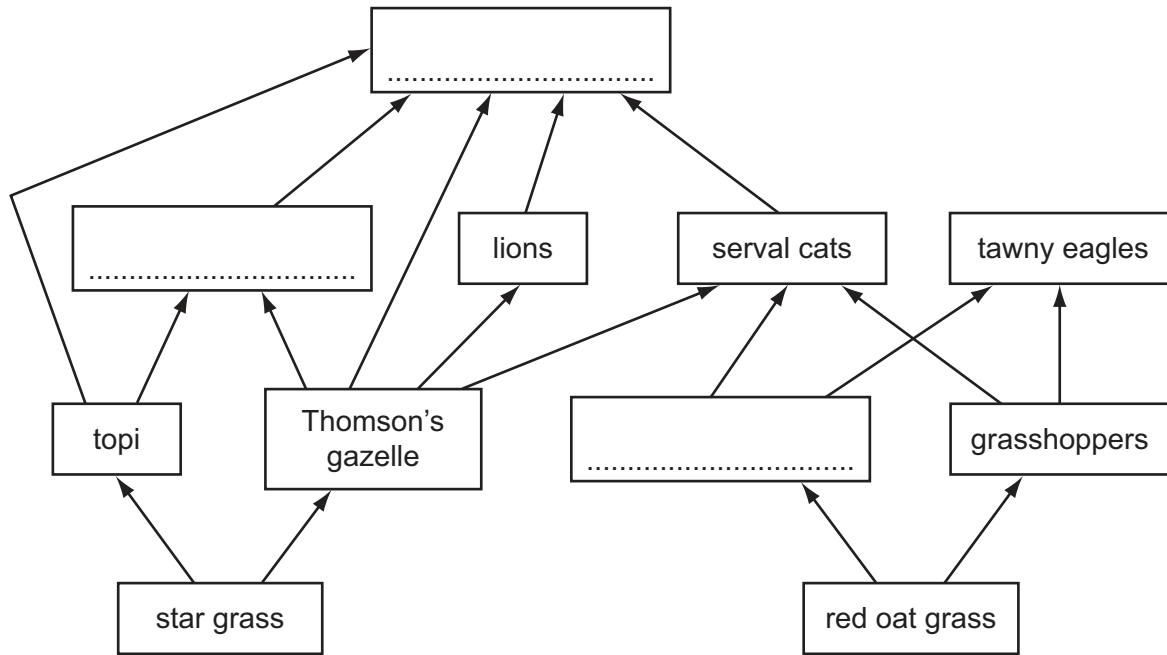 lions
serval cats
tawny eagles
topi
Thomson's
gazelle
grasshoppers
star grass
red oat grass